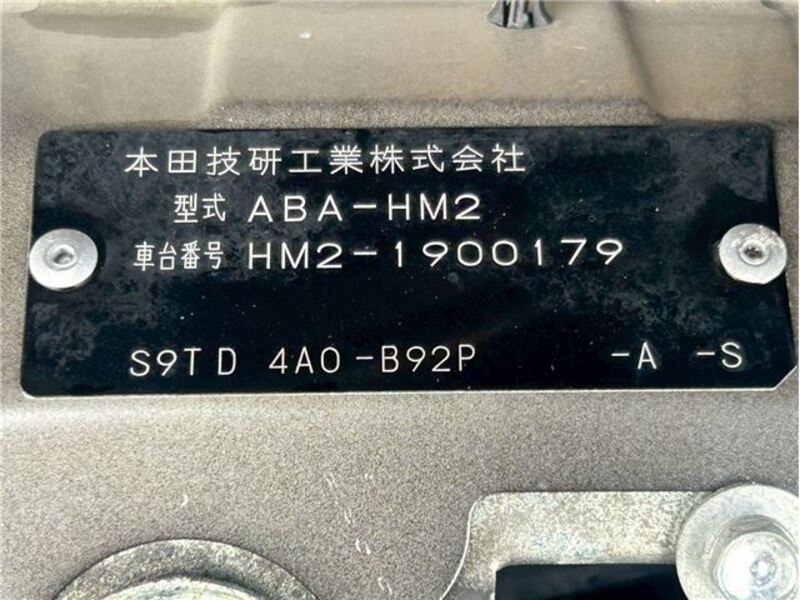 本田技研工業株式会社
型式 ABA-HM2
車台番号 HM2-1900179
S9TD 4A0-B92P -A -S